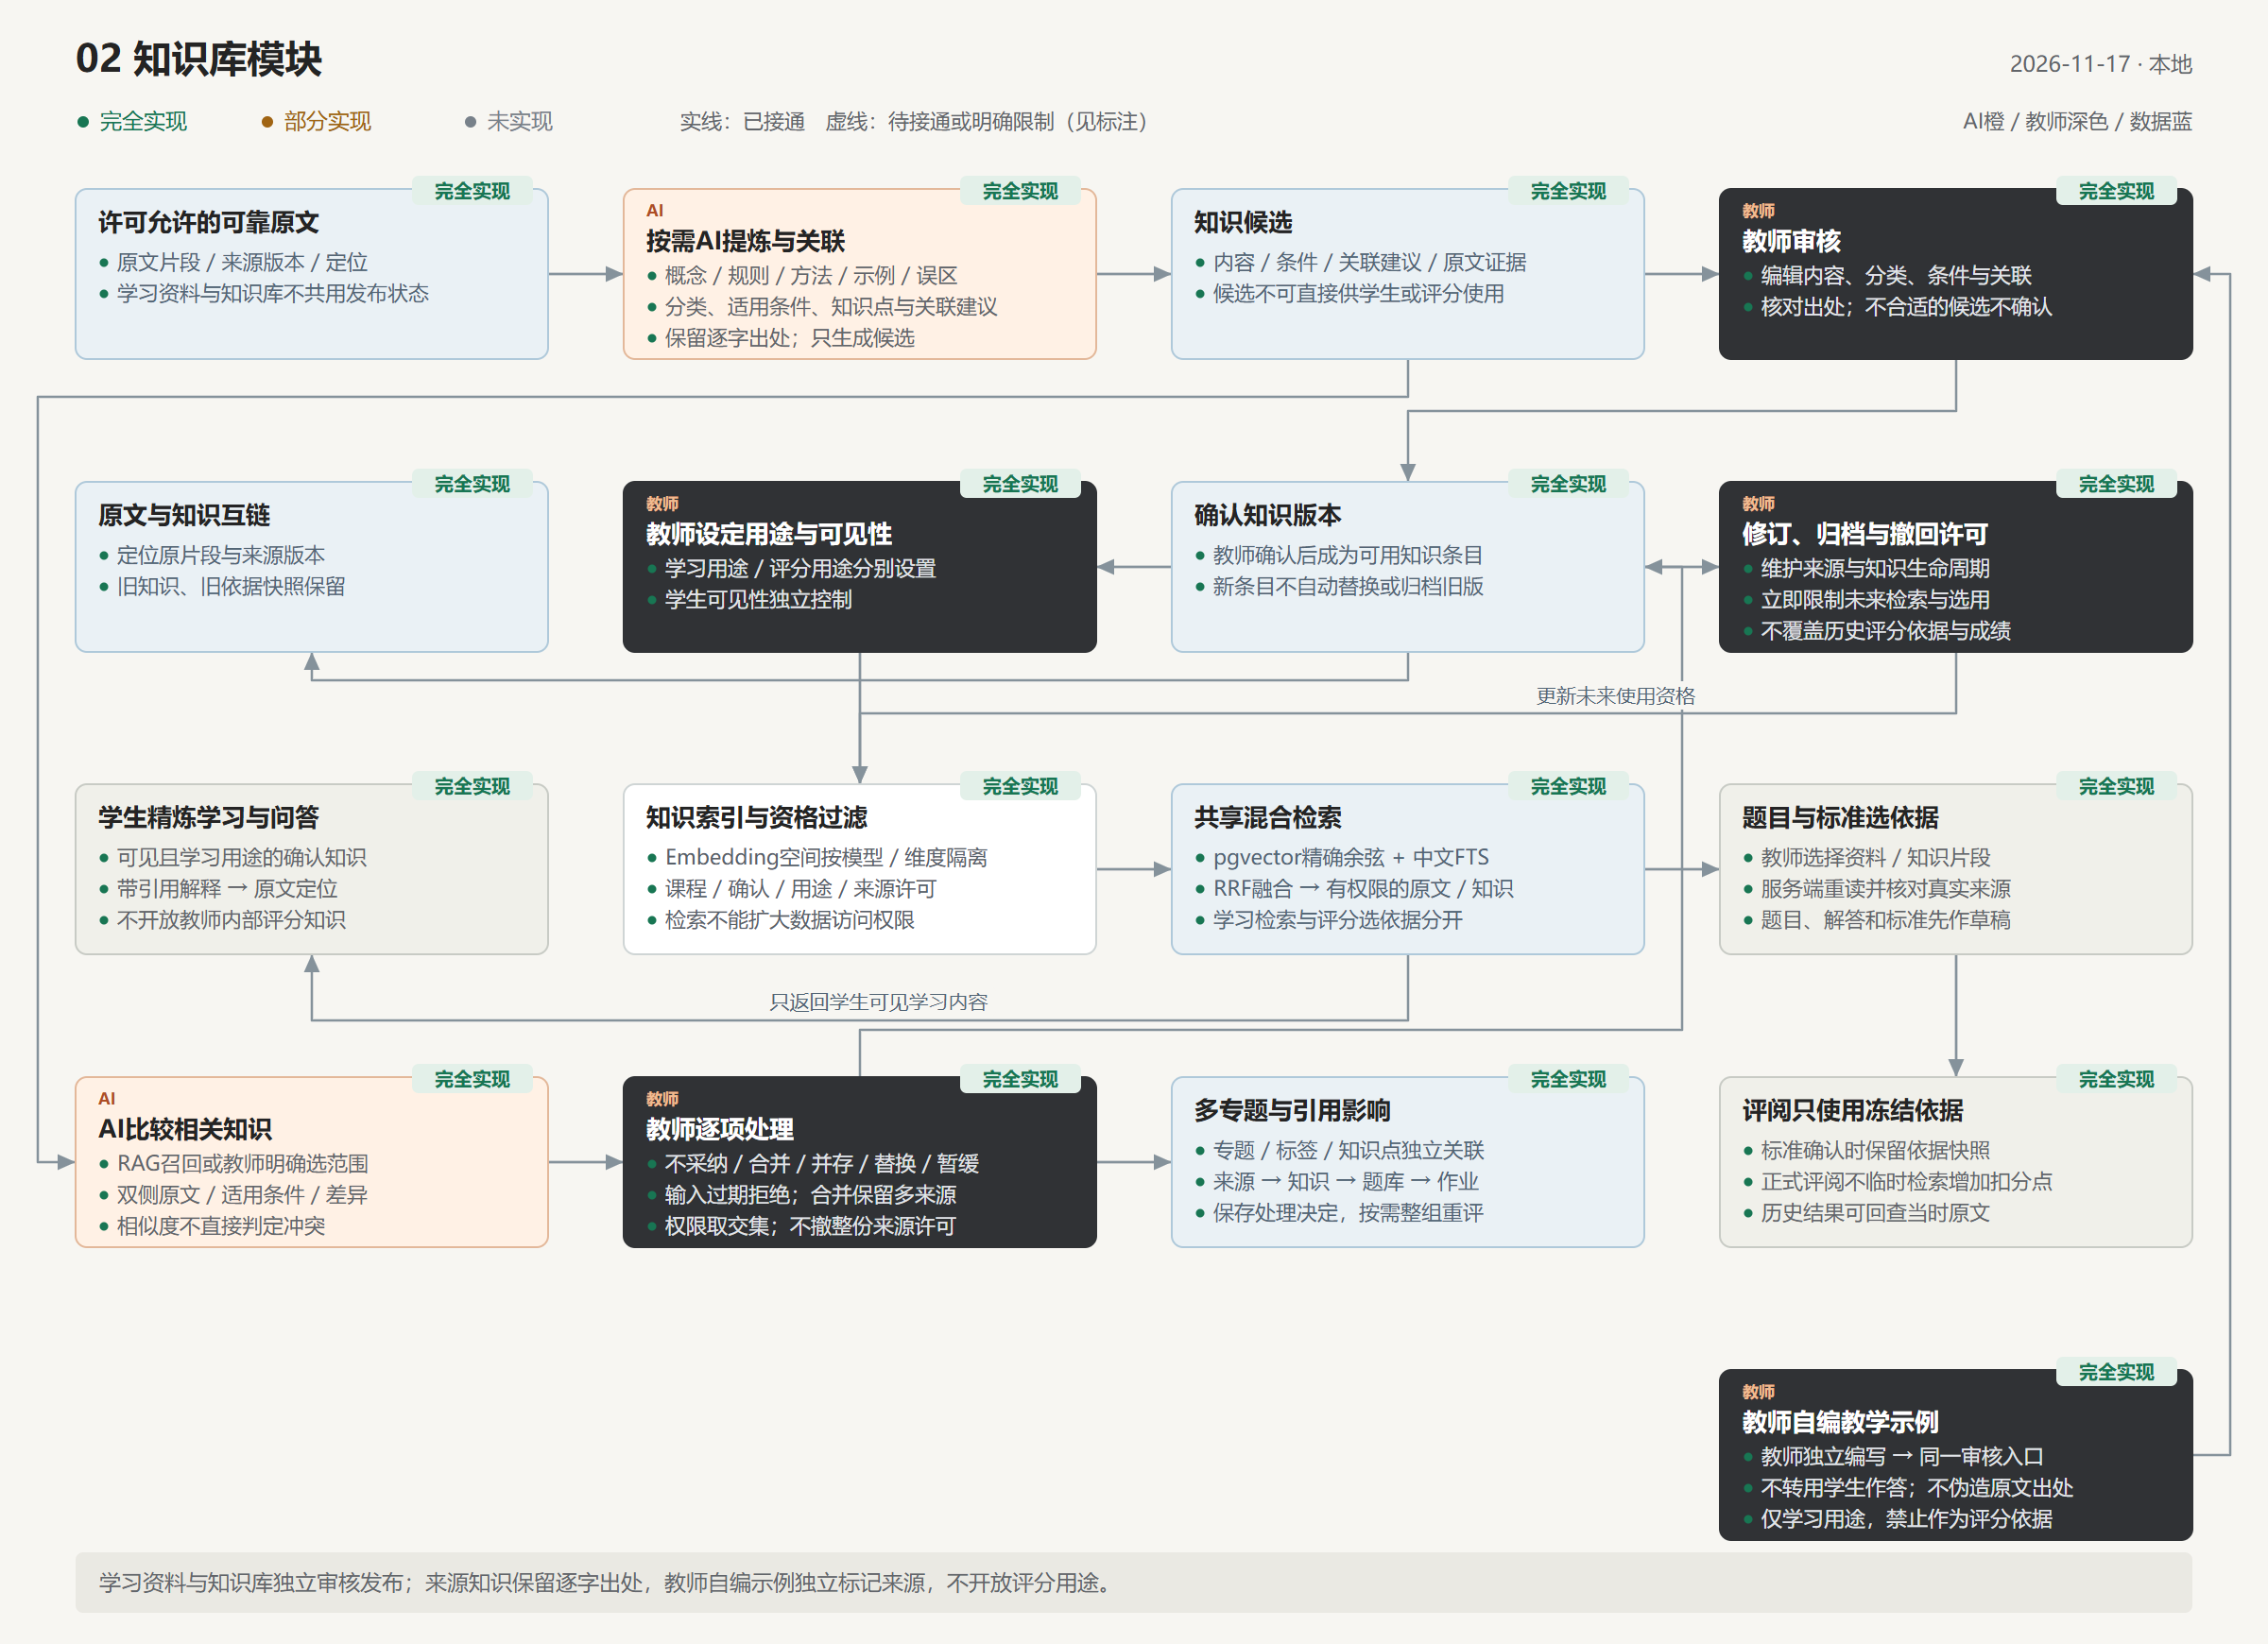 02 知识库模块
2026-11-17 · 本地
● 完全实现
● 部分实现
● 未实现
实线：已接通　虚线：待接通或明确限制（见标注）
AI橙 / 教师深色 / 数据蓝
完全实现
许可允许的可靠原文
● 原文片段 / 来源版本 / 定位
● 学习资料与知识库不共用发布状态
完全实现
AI
按需AI提炼与关联
● 概念 / 规则 / 方法 / 示例 / 误区
● 分类、适用条件、知识点与关联建议
● 保留逐字出处；只生成候选
完全实现
知识候选
● 内容 / 条件 / 关联建议 / 原文证据
● 候选不可直接供学生或评分使用
完全实现
教师
教师审核
● 编辑内容、分类、条件与关联
● 核对出处；不合适的候选不确认
完全实现
原文与知识互链
● 定位原片段与来源版本
● 旧知识、旧依据快照保留
完全实现
教师
教师设定用途与可见性
● 学习用途 / 评分用途分别设置
● 学生可见性独立控制
完全实现
确认知识版本
● 教师确认后成为可用知识条目
● 新条目不自动替换或归档旧版
完全实现
教师
修订、归档与撤回许可
● 维护来源与知识生命周期
● 立即限制未来检索与选用
● 不覆盖历史评分依据与成绩
更新未来使用资格
完全实现
学生精炼学习与问答
● 可见且学习用途的确认知识
● 带引用解释 → 原文定位
● 不开放教师内部评分知识
完全实现
知识索引与资格过滤
● Embedding空间按模型 / 维度隔离
● 课程 / 确认 / 用途 / 来源许可
● 检索不能扩大数据访问权限
完全实现
共享混合检索
● pgvector精确余弦 + 中文FTS
● RRF融合 → 有权限的原文 / 知识
● 学习检索与评分选依据分开
完全实现
题目与标准选依据
● 教师选择资料 / 知识片段
● 服务端重读并核对真实来源
● 题目、解答和标准先作草稿
只返回学生可见学习内容
完全实现
AI
AI比较相关知识
● RAG召回或教师明确选范围
● 双侧原文 / 适用条件 / 差异
● 相似度不直接判定冲突
完全实现
教师
教师逐项处理
● 不采纳 / 合并 / 并存 / 替换 / 暂缓
● 输入过期拒绝；合并保留多来源
● 权限取交集；不撤整份来源许可
完全实现
多专题与引用影响
● 专题 / 标签 / 知识点独立关联
● 来源 → 知识 → 题库 → 作业
● 保存处理决定，按需整组重评
完全实现
评阅只使用冻结依据
● 标准确认时保留依据快照
● 正式评阅不临时检索增加扣分点
● 历史结果可回查当时原文
完全实现
教师
教师自编教学示例
● 教师独立编写 → 同一审核入口
● 不转用学生作答；不伪造原文出处
● 仅学习用途，禁止作为评分依据
学习资料与知识库独立审核发布；来源知识保留逐字出处，教师自编示例独立标记来源，不开放评分用途。